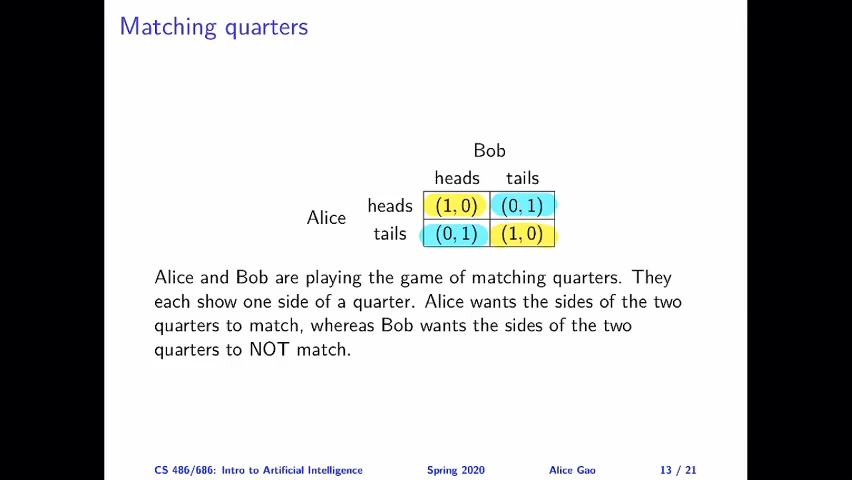 Matching quarters
Bob
heads tails
heads (1, 0) (0, 1)
Alice
tails (0, 1) (1, 0)
Alice and Bob are playing the game of matching quarters. They
each show one side of a quarter. Alice wants the sides of the two
quarters to match, whereas Bob wants the sides of the two
quarters to NOT match.
CS 486/686: Intro to Artificial Intelligence Spring 2020 Alice Gao 13 / 21